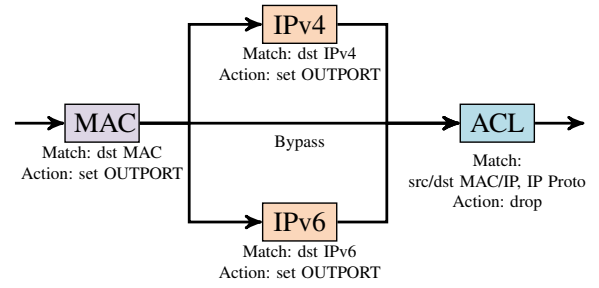 IPv4
Match: dst IPv4
Action: set OUTPORT
MAC
Match: dst MAC
Action: set OUTPORT
Bypass
ACL
Match:
src/dst MAC/IP, IP Proto
Action: drop
IPv6
Match: dst IPv6
Action: set OUTPORT